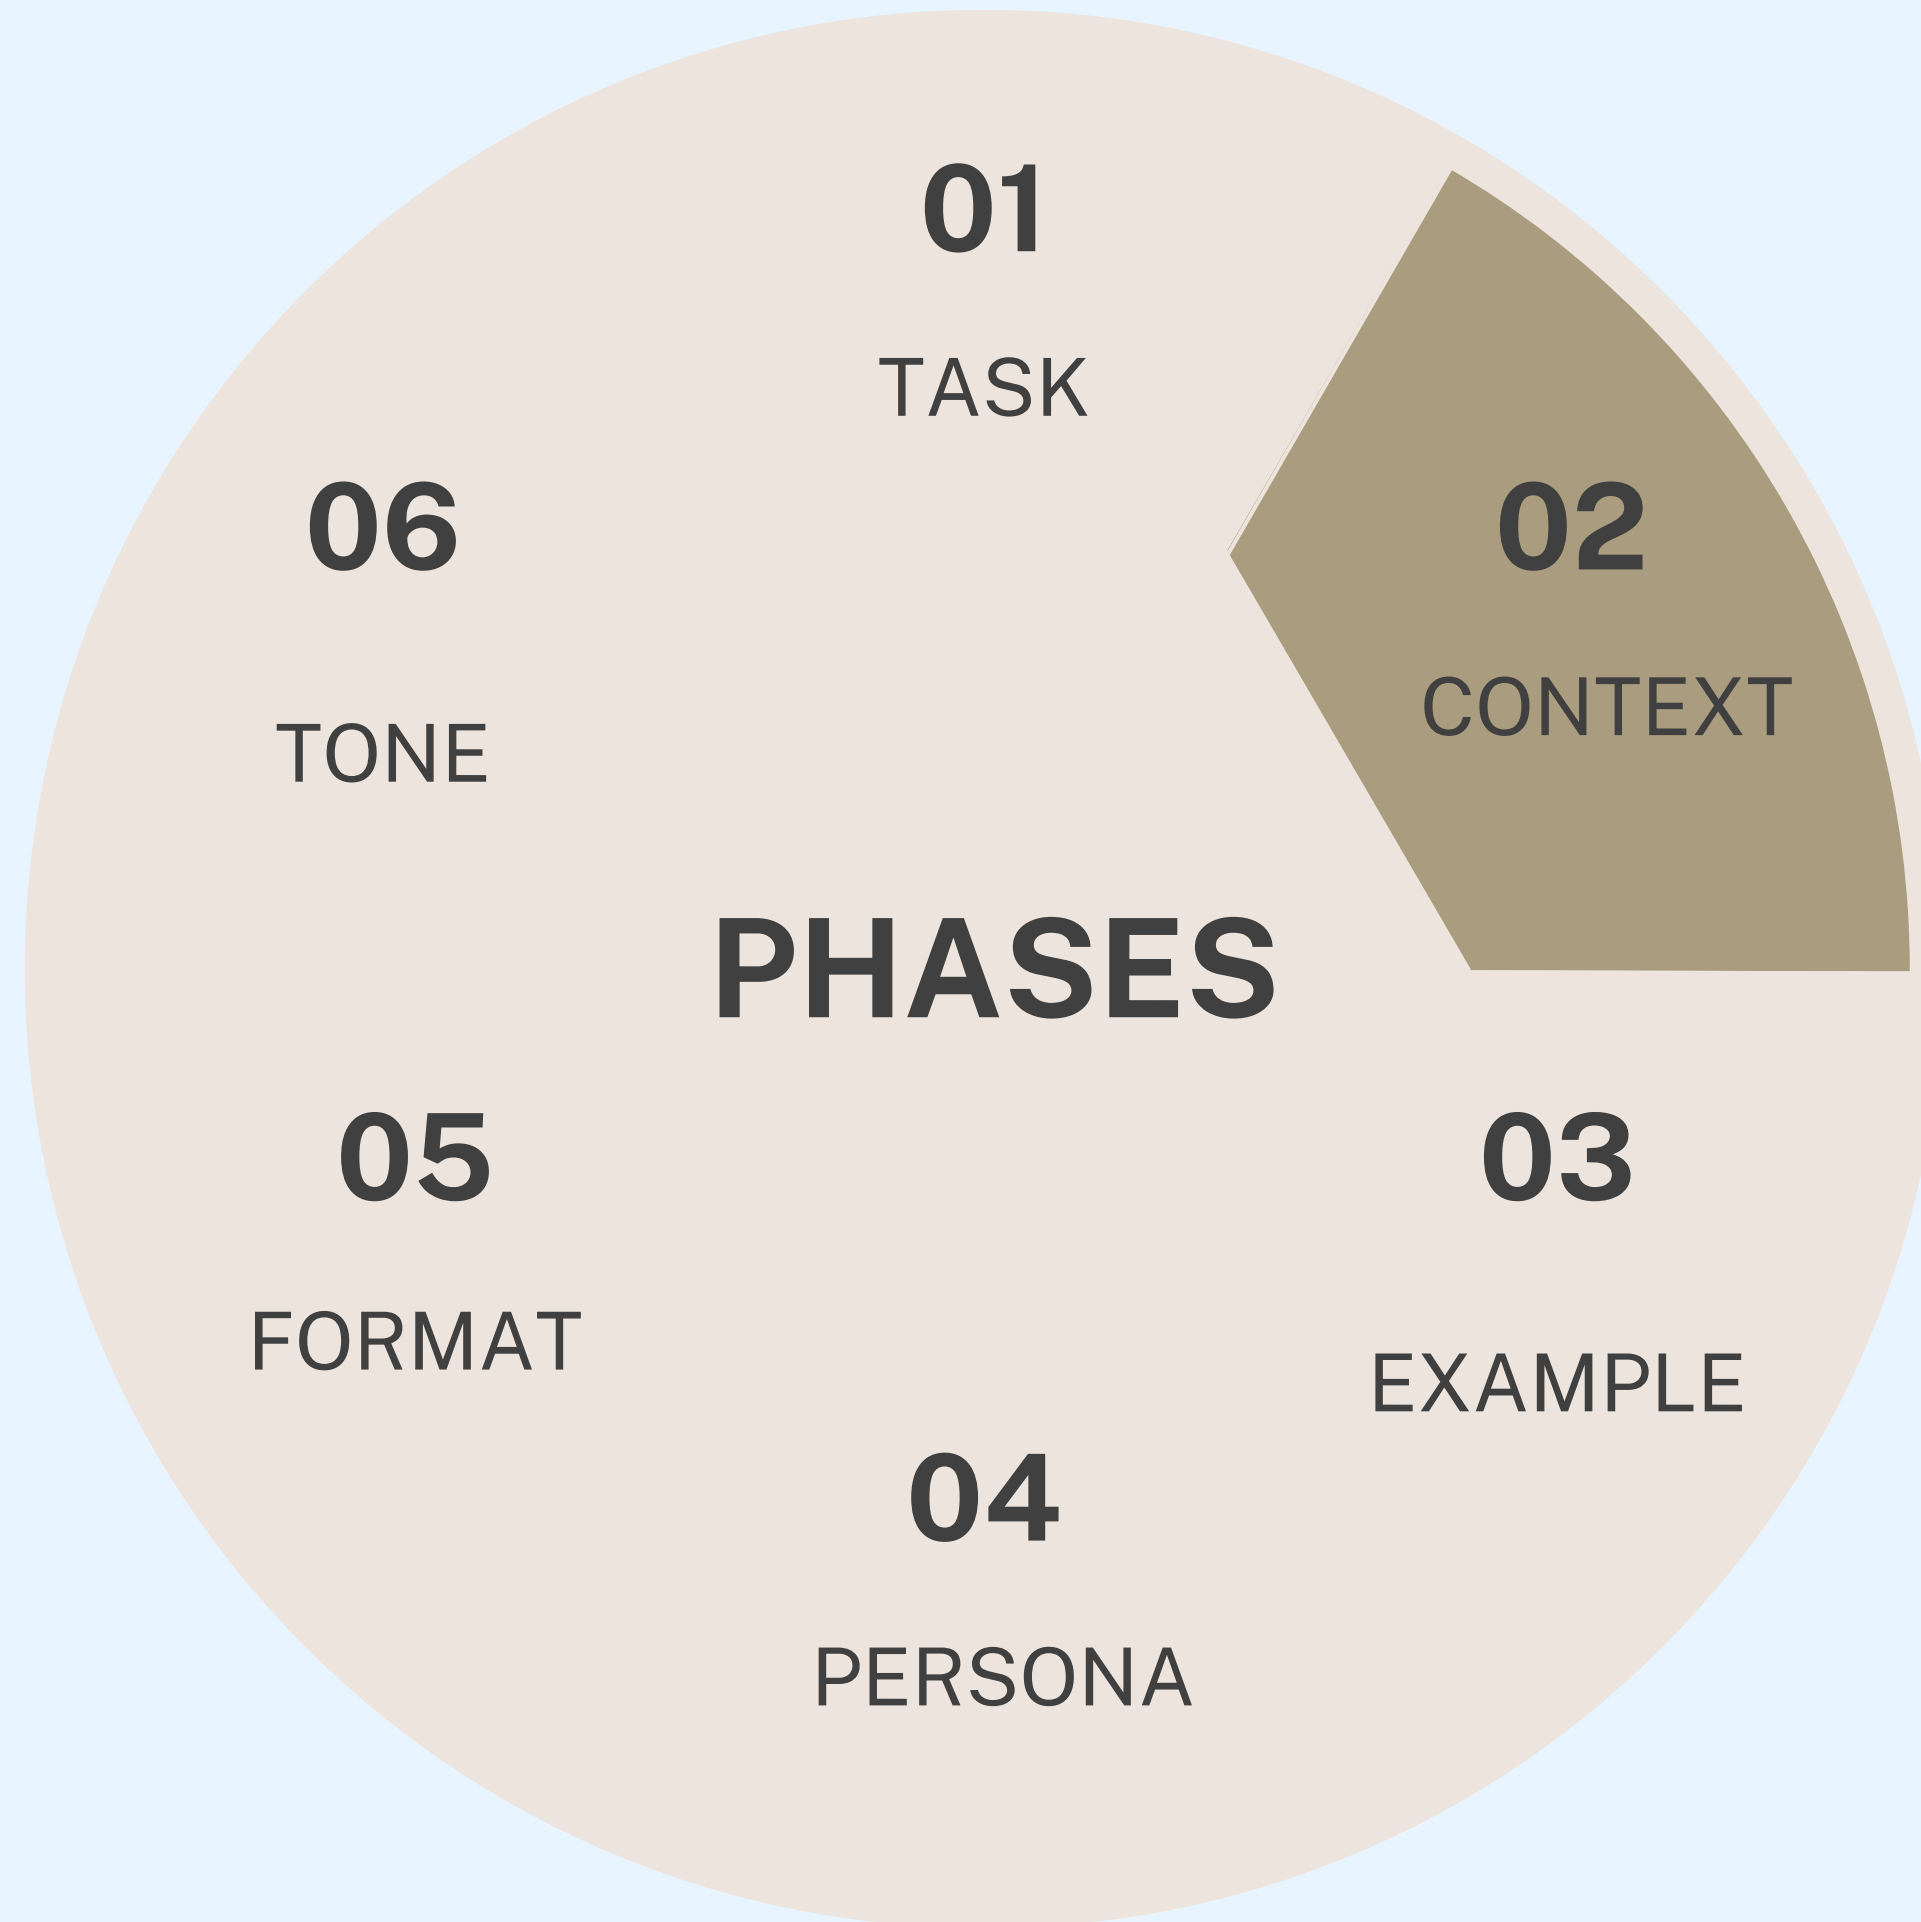 01
TASK
02
CONTEXT
03
EXAMPLE
04
PERSONA
05
FORMAT
06
TONE
PHASES